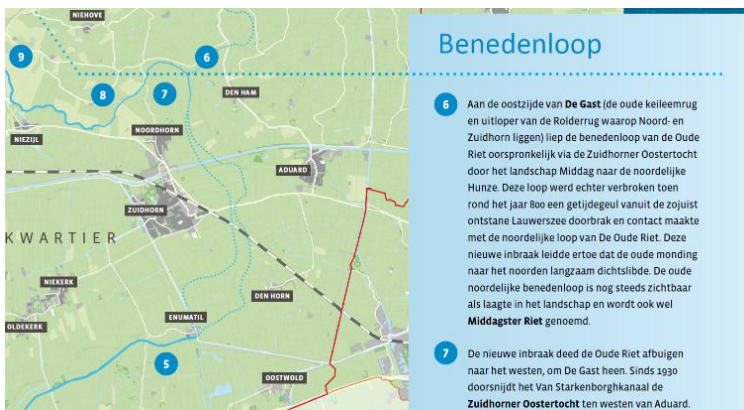 NIEHOVE
9
6
8
7
DEN HAM
NIEZIJL
NOORDHORN
ADUARD
ZUIDHORN
KWARTIER
NIEKERK
DEN HORN
OLDEKERK
ENUMATIL
5
OOSTWOLD
Benedenloop
6
Aan de oostzijde van De Gast (de oude keileemrug
en uitloper van de Rolderrug waarop Noord- en
Zuidhorn liggen) liep de benedenloop van de Oude
Riet oorspronkelijk via de Zuidhorner Oostertocht
door het landschap Middag naar de noordelijke
Hunze. Deze loop werd echter verbroken toen
rond het jaar 800 een getijdegeul vanuit de zojuist
ontstane Lauwerszee doorbrak en contact maakte
met de noordelijke loop van De Oude Riet. Deze
nieuwe inbraak leidde ertoe dat de oude monding
naar het noorden langzaam dichtslibde. De oude
noordelijke benedenloop is nog steeds zichtbaar
als laagte in het landschap en wordt ook wel
Middagster Riet genoemd.
7
De nieuwe inbraak deed de Oude Riet afbuigen
naar het westen, om De Gast heen. Sinds 1930
doorsnijdt het Van Starkenborghkanaal de
Zuidhorner Oostertocht ten westen van Aduard.